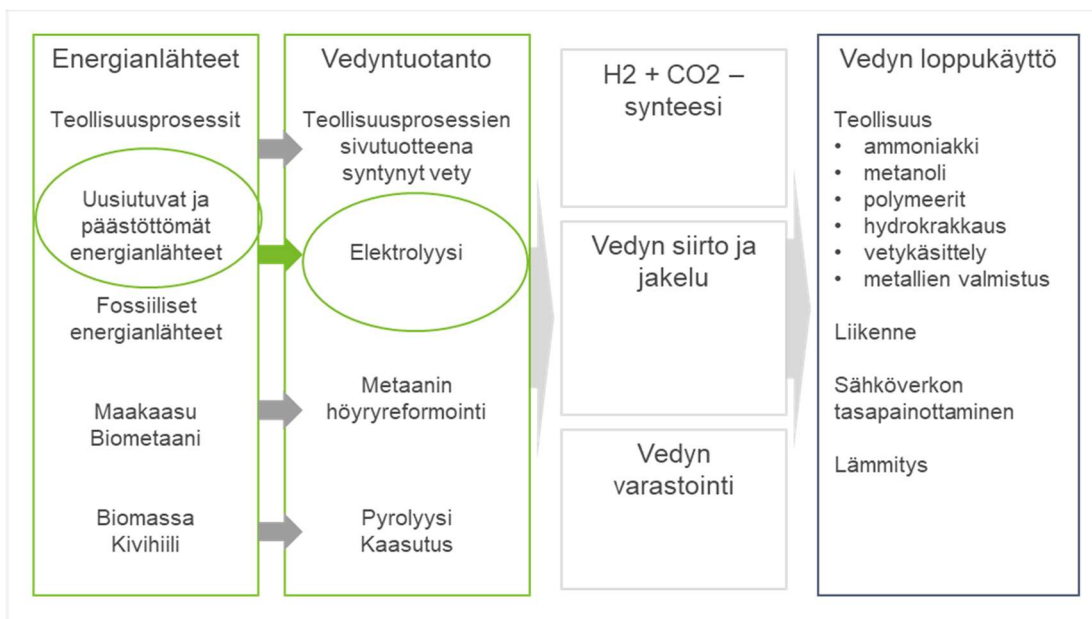 Energianlähteet
Teollisuusprosessit
Uusiutuvat ja
päästöttömät
energianlähteet
Fossiiliset
energianlähteet
Maakaasu
Biometaani
Biomassa
Kivihiili
Vedyntuotanto
Teollisuusprosessien
sivutuotteena
syntynyt vety
Elektrolyysi
Metaanin
höyryreformointi
Pyrolyysi
Kaasutus
H2 + CO2 –
synteesi
Vedyn siirto ja
jakelu
Vedyn
varastointi
Vedyn loppukäyttö
Teollisuus
• ammoniakki
• metanoli
• polymeerit
• hydrokrakkaus
• vetykäsittely
• metallien valmistus
Liikenne
Sähköverkon
tasapainottaminen
Lämmitys